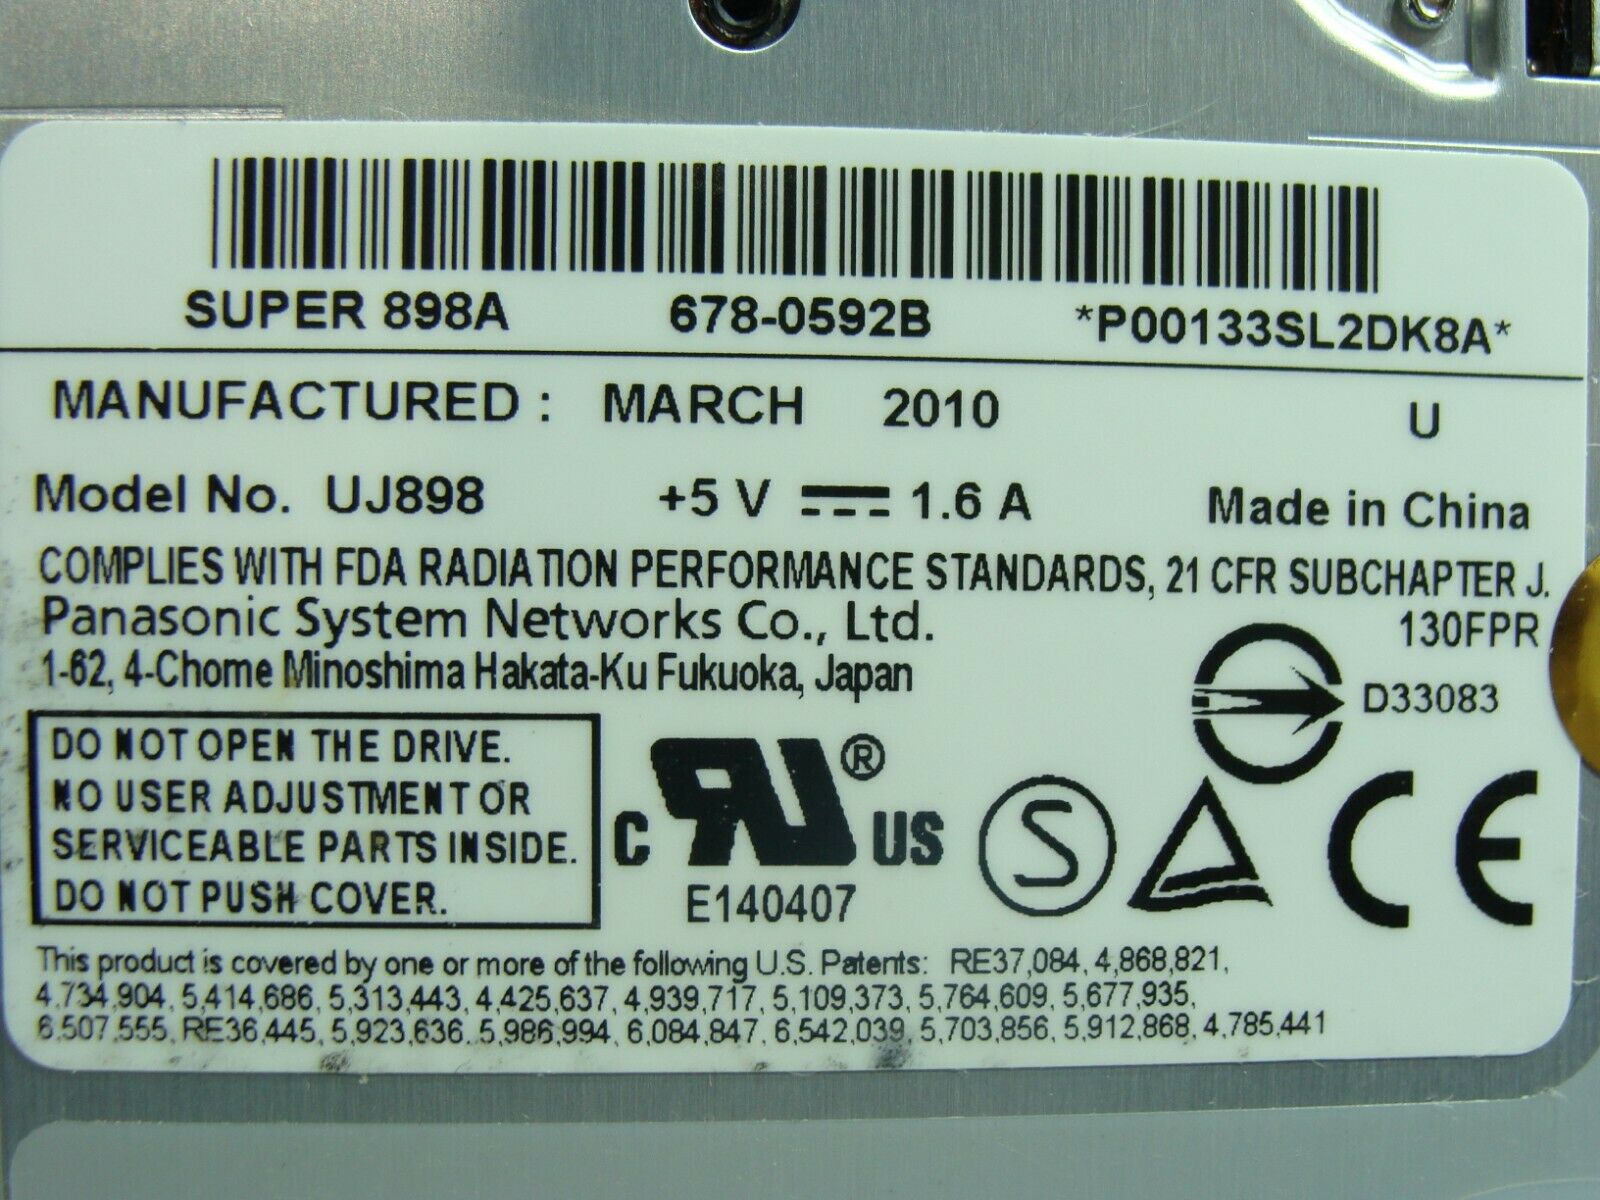 SUPER 898A 678-0592B *P00133SL2DK8A*
MANUFACTURED : MARCH 2010 U
Model No. UJ898 +5 V 1.6 A Made in China
COMPLIES WITH FDA RADIATION PERFORMANCE STANDARDS, 21 CFR SUBCHAPTER J.
Panasonic System Networks Co., Ltd. 130FPR
1-62, 4-Chome Minoshima Hakata-Ku Fukuoka, Japan
D33083
DO NOT OPEN THE DRIVE.
NO USER ADJUSTMENT OR
SERVICEABLE PARTS INSIDE.
DO NOT PUSH COVER.
C RU ® US
E140407
S
CE
This product is covered by one or more of the following U.S. Patents: RE37,084, 4,868,821,
4,734,904, 5,414,686, 5,313,443, 4,425,637, 4,939,717, 5,109,373, 5,764,609, 5,677,935,
6,507,555, RE36,445, 5,923,636, 5,986,994, 6,084,847, 6,542,039, 5,703,856, 5,912,868, 4,785,441